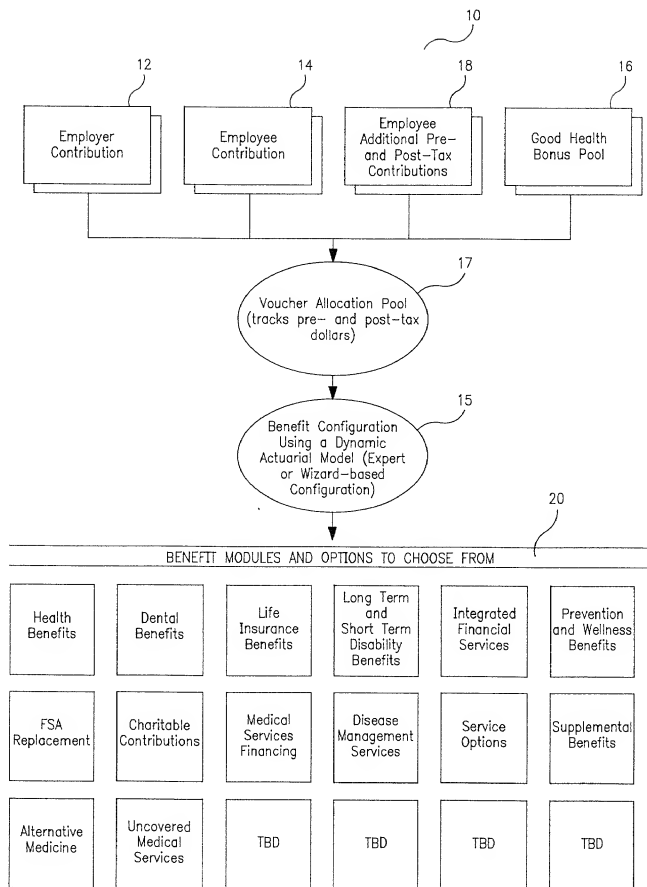 10
12
14
18
16
Employer
Contribution
Employee
Contribution
Employee
Additional Pre-
and Post-Tax
Contributions
Good Health
Bonus Pool
17
Voucher Allocation Pool
(tracks pre- and post-tax
dollars)
15
Benefit Configuration
Using a Dynamic
Actuarial Model (Expert
or Wizard-based
Configuration)
20
BENEFIT MODULES AND OPTIONS TO CHOOSE FROM
Health
Benefits
Dental
Benefits
Life
Insurance
Benefits
Long Term
and
Short Term
Disability
Benefits
Integrated
Financial
Services
Prevention
and Wellness
Benefits
FSA
Replacement
Charitable
Contributions
Medical
Services
Financing
Disease
Management
Services
Service
Options
Supplemental
Benefits
Alternative
Medicine
Uncovered
Medical
Services
TBD
TBD
TBD
TBD